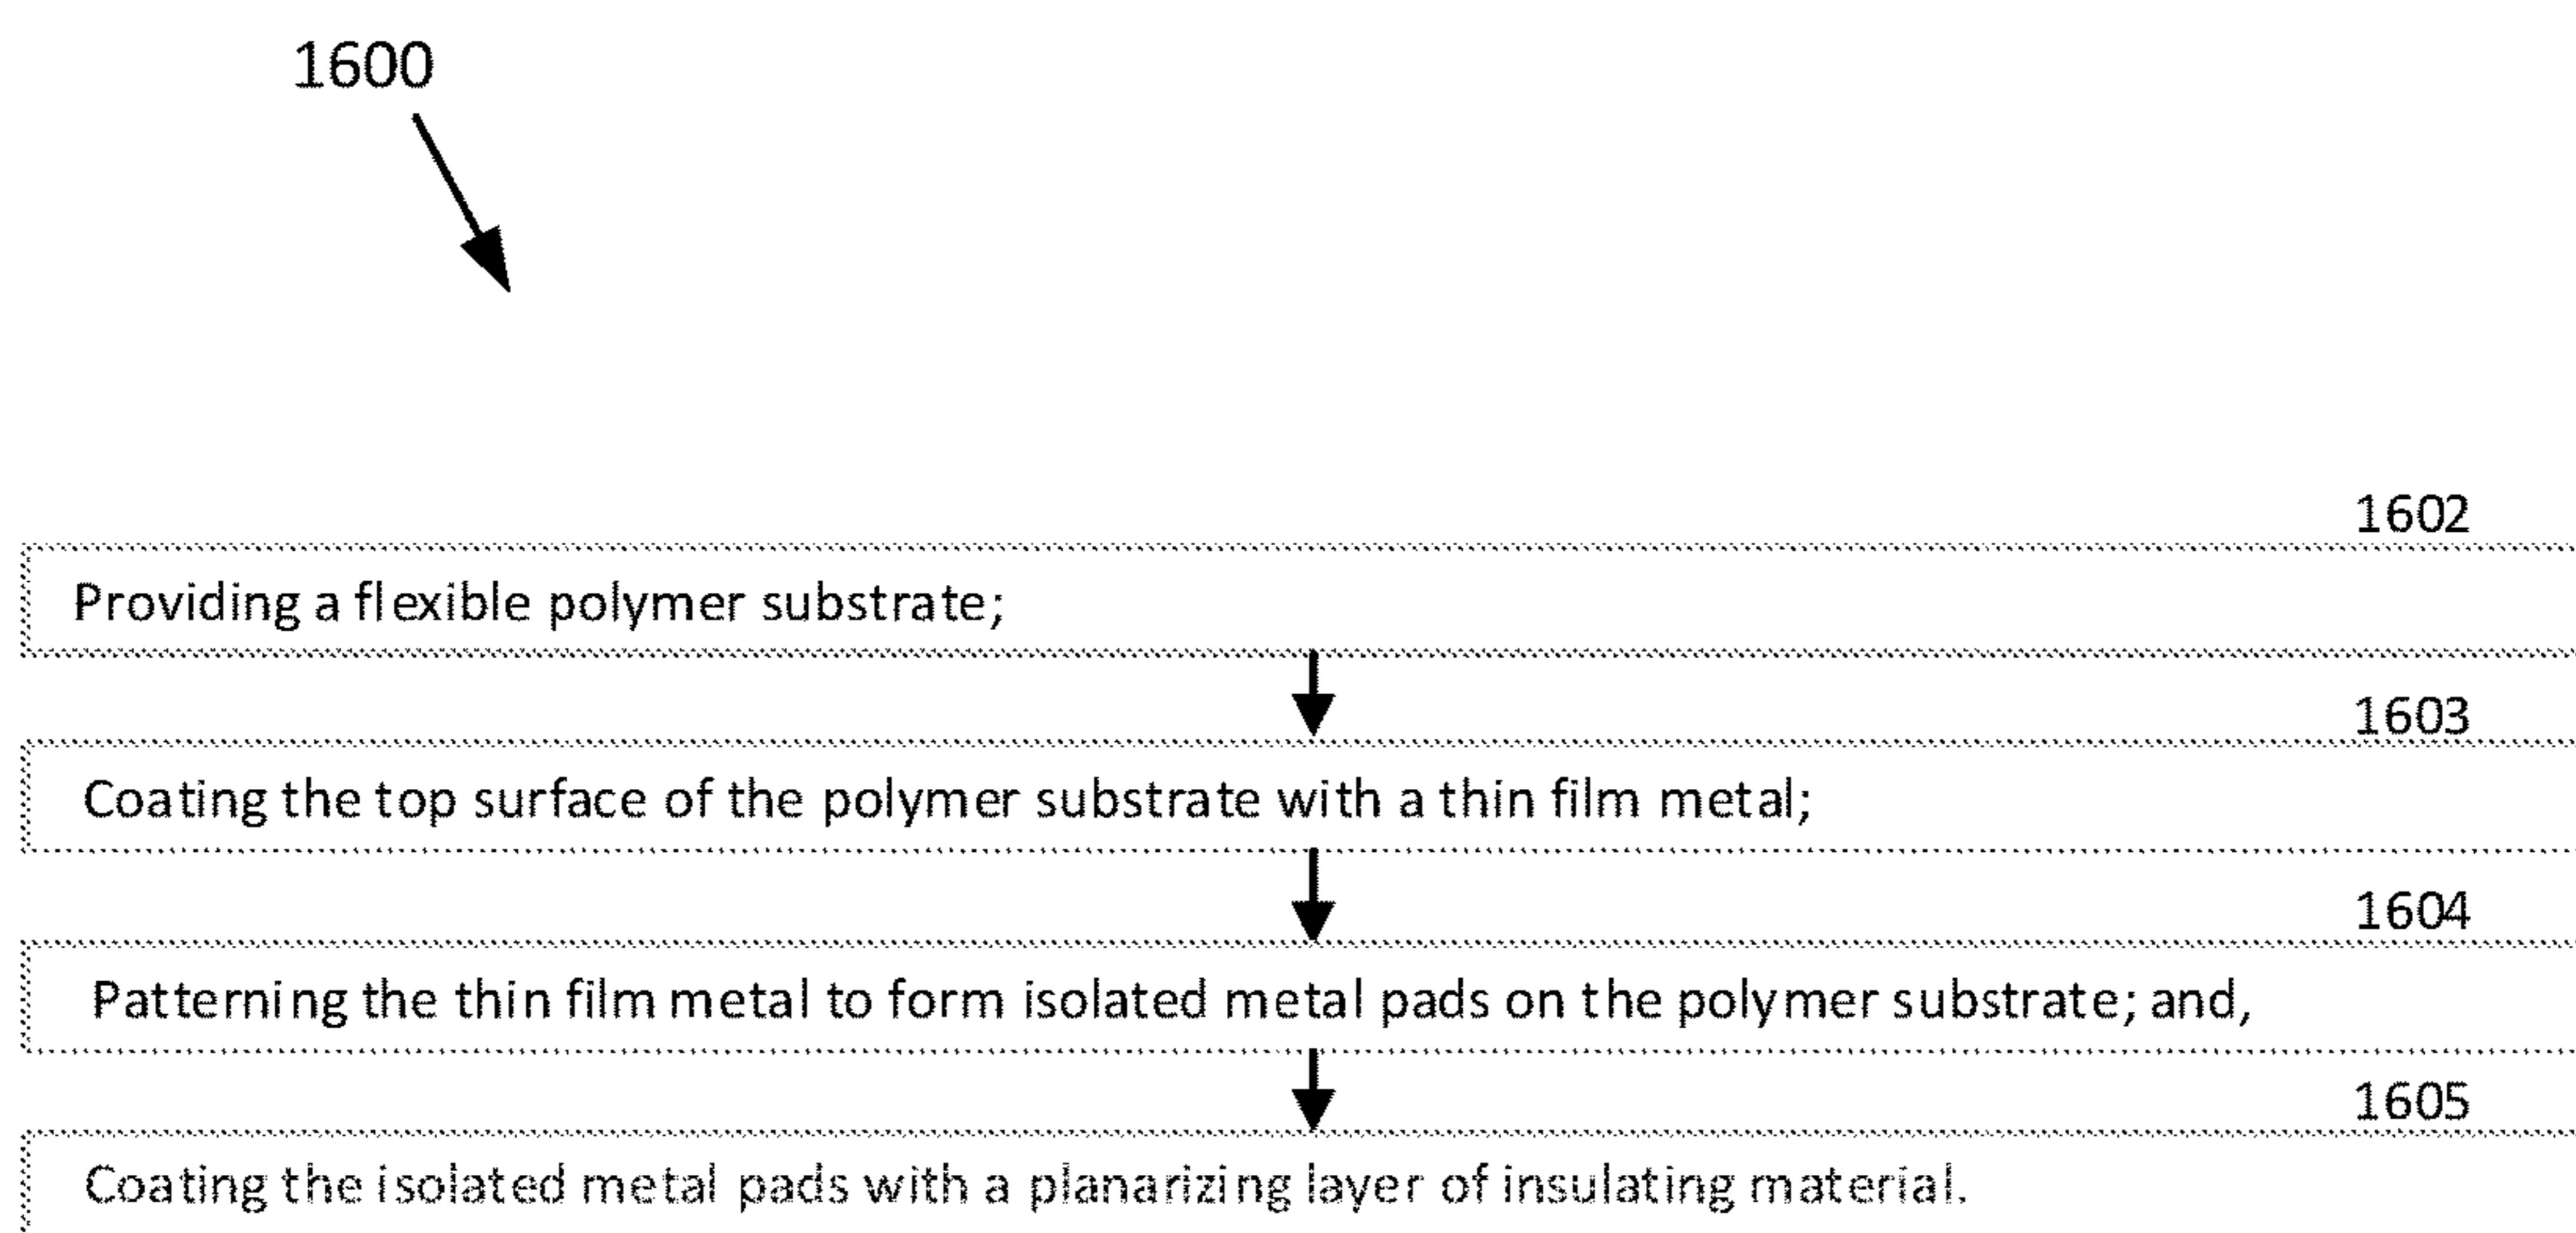 1600
1602
Providing a flexible polymer substrate;
1603
Coating the top surface of the polymer substrate with a thin film metal;
1604
Patterning the thin film metal to form isolated metal pads on the polymer substrate; and,
1605
Coating the isolated metal pads with a planarizing layer of insulating material.